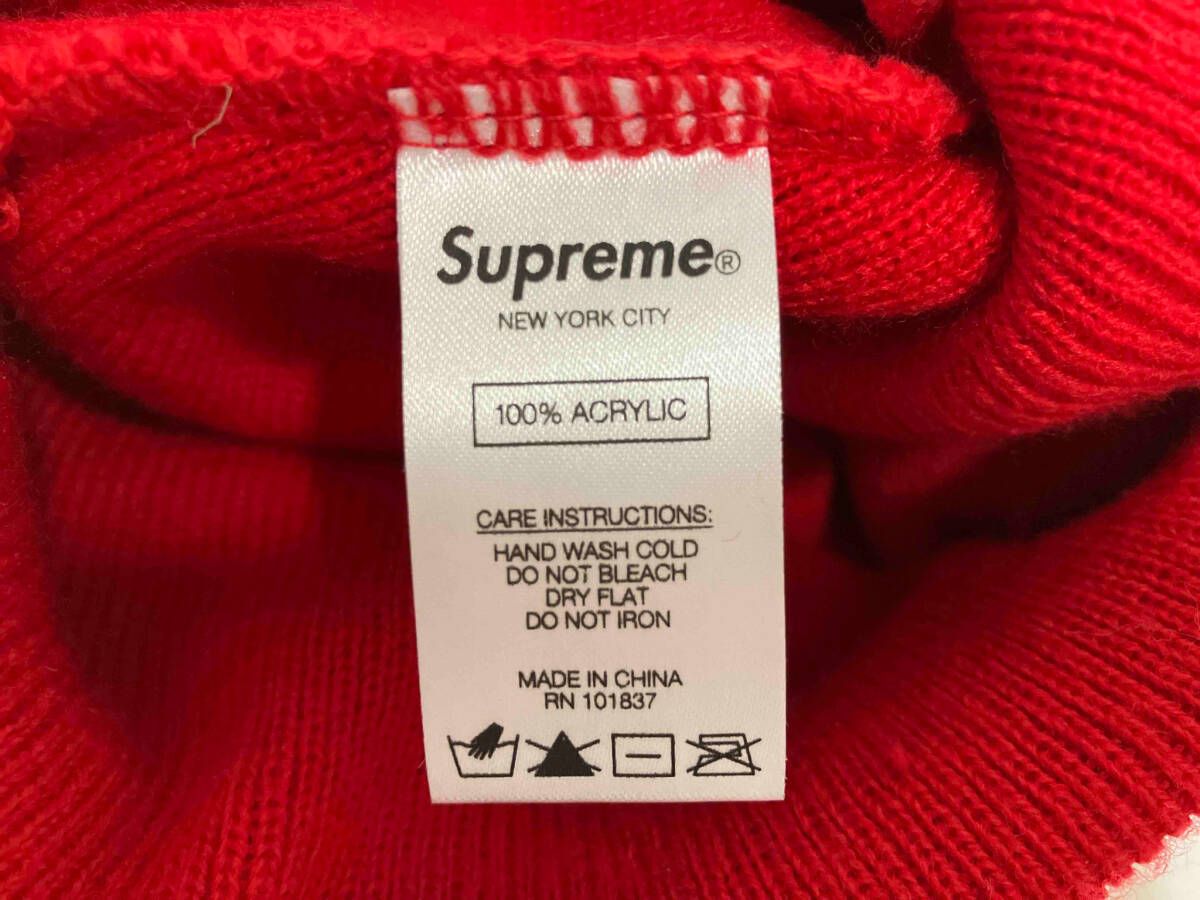 Supreme®
NEW YORK CITY
100% ACRYLIC
CARE INSTRUCTIONS:
HAND WASH COLD
DO NOT BLEACH
DRY FLAT
DO NOT IRON
MADE IN CHINA
RN 101837